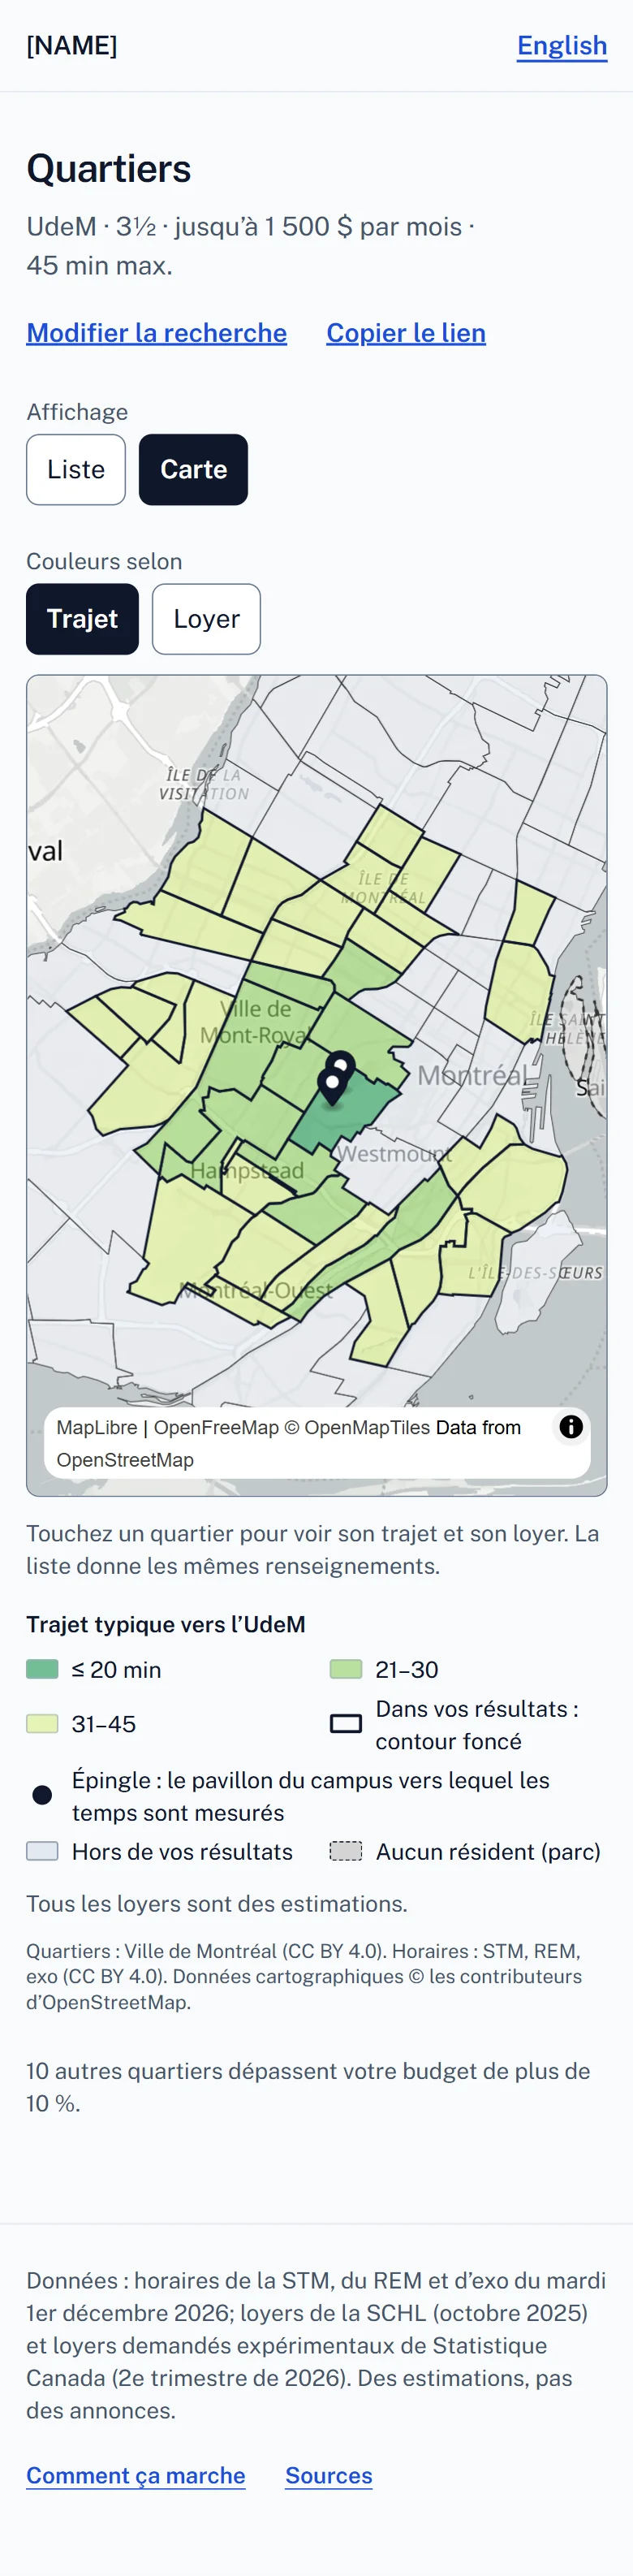 [NAME]
English
Quartiers
UdeM · 3½ · jusqu’à 1 500 $ par mois ·
45 min max.
Modifier la recherche
Copier le lien
Affichage
Liste
Carte
Couleurs selon
Trajet
Loyer
ÎLE DE LA
VISITATION
val
ÎLE DE
MONTRÉAL
Ville de
Mont-Royal
ÎLE SAINT
HÉLÈNE
Montréal
Sai
Westmount
Hampstead
L'ÎLE-DES-SŒURS
Montréal-Ouest
MapLibre | OpenFreeMap © OpenMapTiles Data from
OpenStreetMap
Touchez un quartier pour voir son trajet et son loyer. La
liste donne les mêmes renseignements.
Trajet typique vers l’UdeM
≤ 20 min
21–30
31–45
Dans vos résultats :
contour foncé
Épingle : le pavillon du campus vers lequel les
temps sont mesurés
Hors de vos résultats
Aucun résident (parc)
Tous les loyers sont des estimations.
Quartiers : Ville de Montréal (CC BY 4.0). Horaires : STM, REM,
exo (CC BY 4.0). Données cartographiques © les contributeurs
d’OpenStreetMap.
10 autres quartiers dépassent votre budget de plus de
10 %.
Données : horaires de la STM, du REM et d’exo du mardi
1er décembre 2026; loyers de la SCHL (octobre 2025)
et loyers demandés expérimentaux de Statistique
Canada (2e trimestre de 2026). Des estimations, pas
des annonces.
Comment ça marche
Sources